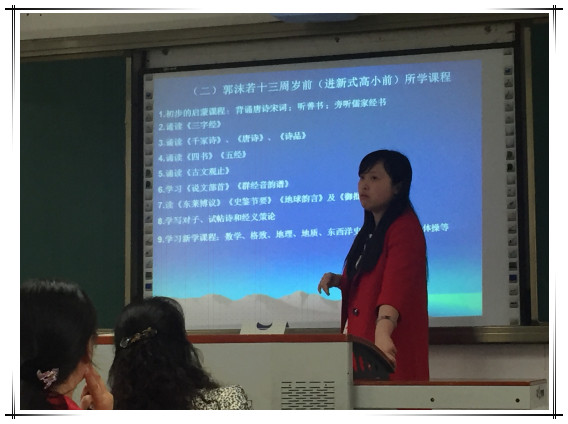 （二）郭沫若十三周岁前（进新式高小前）所学课程
1.初步的启蒙课程：背诵唐诗宋词；听善书；旁听儒家经书
2.诵读《三字经》
3.诵读《千家诗》、《唐诗》、《诗品》
4.诵读《四书》《五经》
5.诵读《古文观止》
6.学习《说文部首》《群经音韵谱》
7.读《东莱博议》《史鉴节要》《地球韵言》及《御
8.学写对子、试帖诗和经义策论
9.学习新学课程：数学、格致、地理、地质、东西洋史 体操等